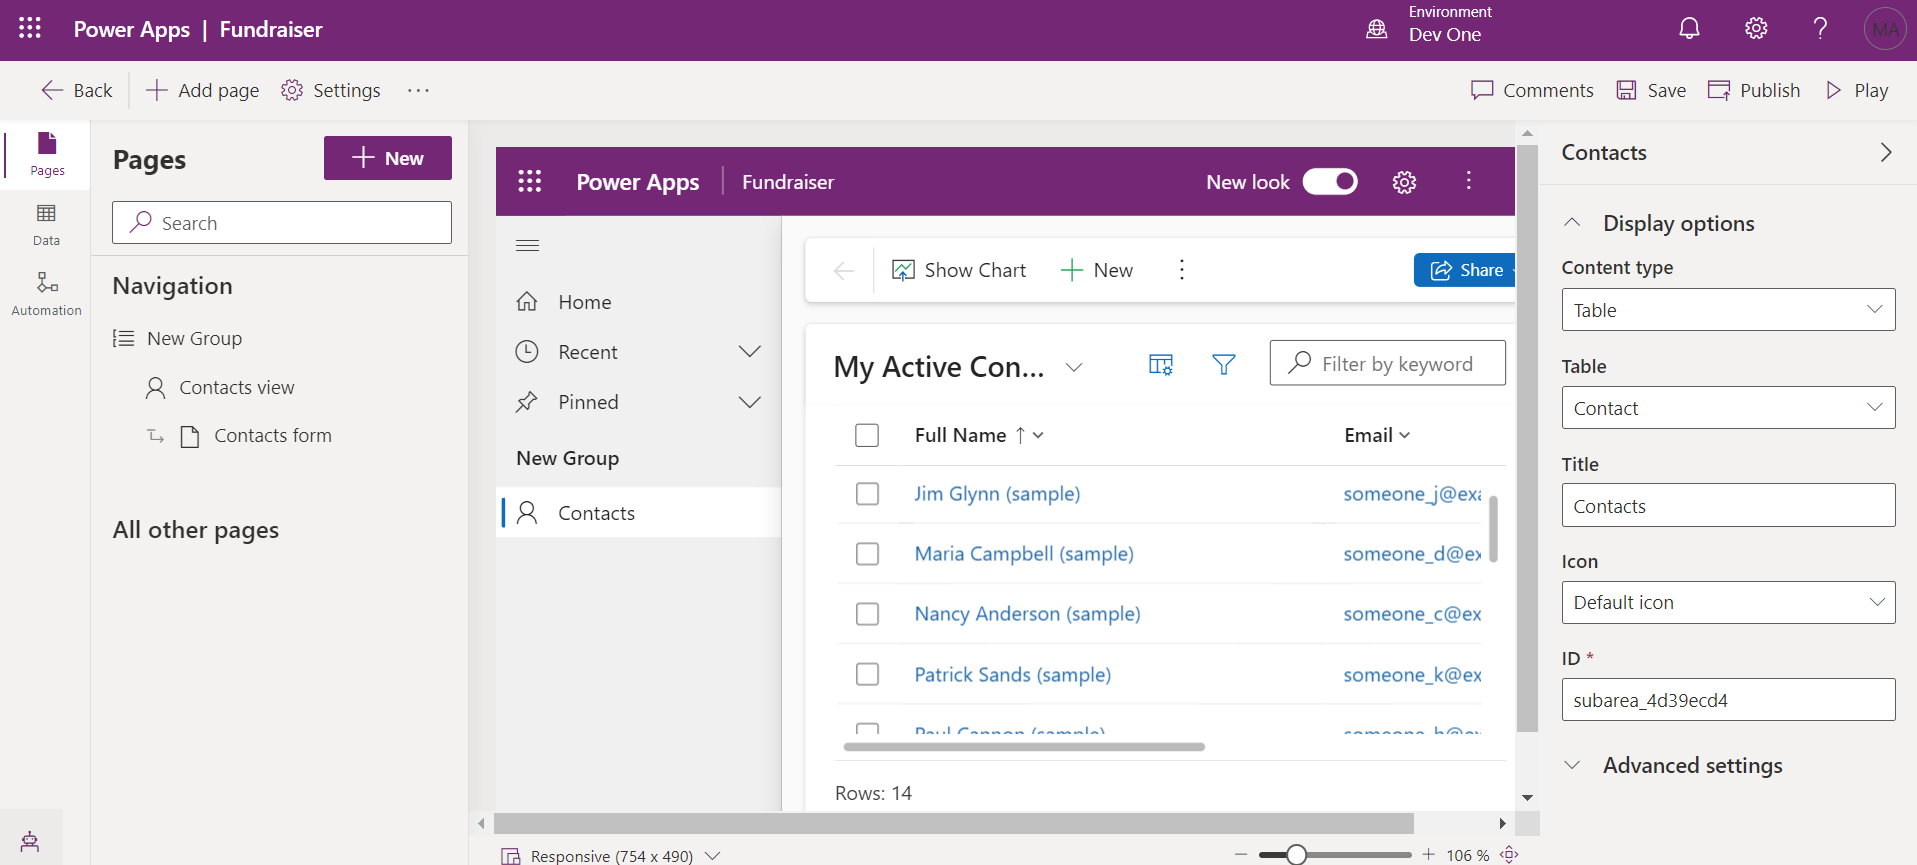 Power Apps | Fundraiser
Environment
Dev One
MA
Back
Add page
Settings
...
Comments
Save
Publish
Play
Pages
Data
Automation
Pages
New
Search
Navigation
New Group
Contacts view
Contacts form
All other pages
Power Apps
Fundraiser
New look
Home
Recent
Pinned
New Group
Contacts
Show Chart
New
Share
My Active Con...
Filter by keyword
Full Name
Email
Jim Glynn (sample) someone_j@exa
Maria Campbell (sample) someone_d@ex
Nancy Anderson (sample) someone_c@ex
Patrick Sands (sample) someone_k@ex
Paul Cannon (sample) someone_h@ex
Rows: 14
Responsive (754 x 490)
106 %
Contacts
Display options
Content type
Table
Table
Contact
Title
Contacts
Icon
Default icon
ID *
subarea_4d39ecd4
Advanced settings